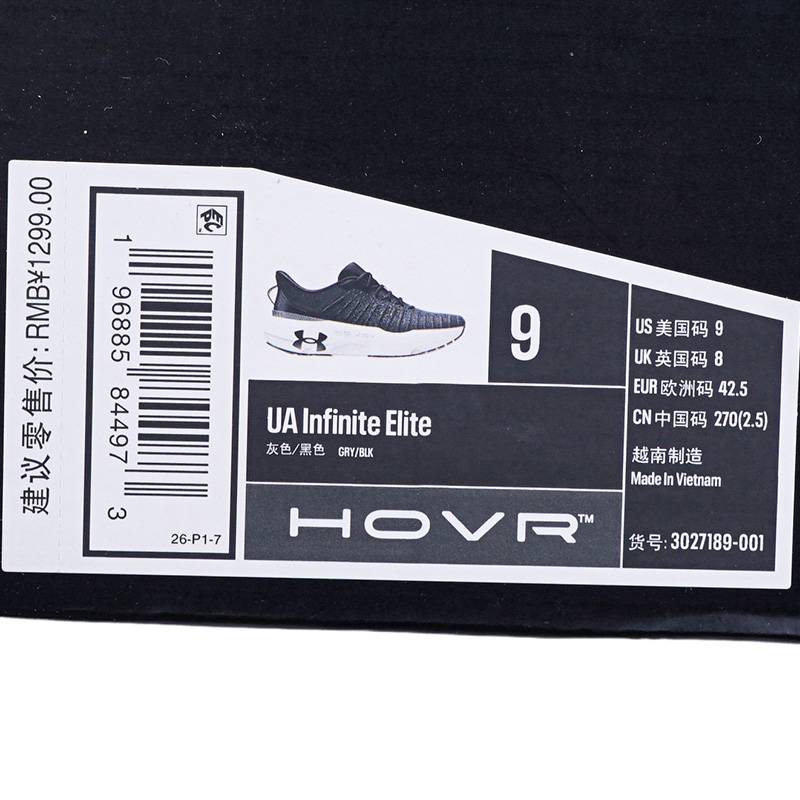 建议零售价: RMB¥1299.00
1 96885 84497 3
26-P1-7
9
UA Infinite Elite
灰色/黑色 GRY/BLK
HOVR™
US 美国码 9
UK 英国码 8
EUR 欧洲码 42.5
CN 中国码 270(2.5)
越南制造
Made In Vietnam
货号: 3027189-001